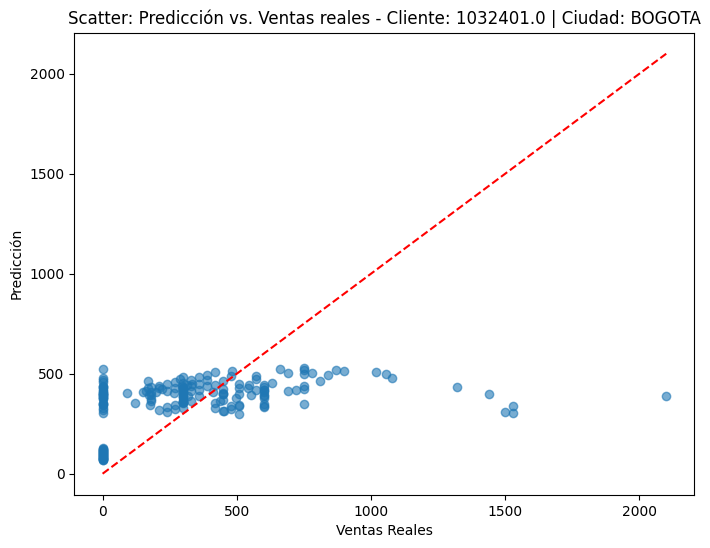 Scatter: Predicción vs. Ventas reales - Cliente: 1032401.0 | Ciudad: BOGOTA
2000
1500
1000
500
0
Predicción
0 500 1000 1500 2000
Ventas Reales